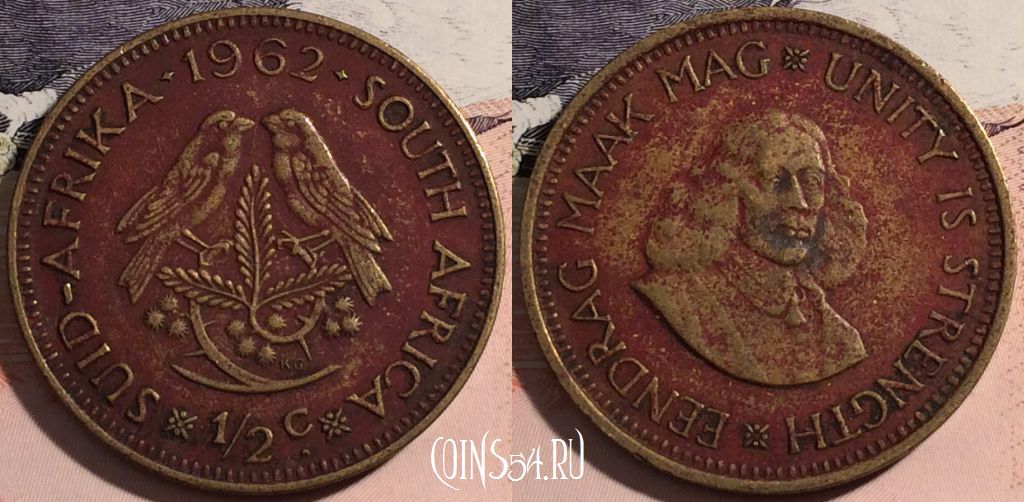 SUID-AFRIKA · 1962 · SOUTH AFRICA
KG
1/2 C
EENDRAG MAAK MAG UNITY IS STRENGTH
COINS54.RU